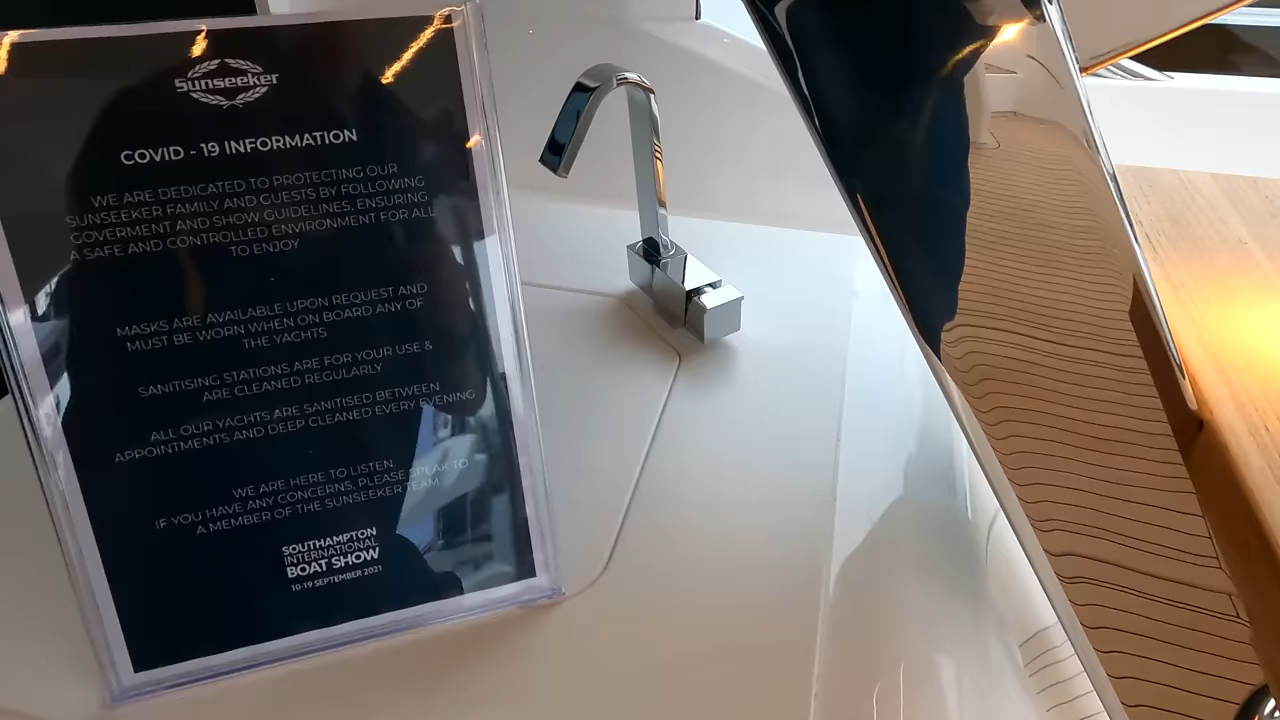 Sunseeker
COVID - 19 INFORMATION
WE ARE DEDICATED TO PROTECTING OUR
SUNSEEKER FAMILY AND GUESTS BY FOLLOWING
GOVERMENT AND SHOW GUIDELINES, ENSURING
A SAFE AND CONTROLLED ENVIRONMENT FOR ALL
TO ENJOY
MASKS ARE AVAILABLE UPON REQUEST AND
MUST BE WORN WHEN ON BOARD ANY OF
THE YACHTS
SANITISING STATIONS ARE FOR YOUR USE &
ARE CLEANED REGULARLY
ALL OUR YACHTS ARE SANITISED BETWEEN
APPOINTMENTS AND DEEP CLEANED EVERY EVENING
WE ARE HERE TO LISTEN,
IF YOU HAVE ANY CONCERNS, PLEASE SPEAK TO
A MEMBER OF THE SUNSEEKER TEAM
SOUTHAMPTON
INTERNATIONAL
BOAT SHOW
10-19 SEPTEMBER 2021